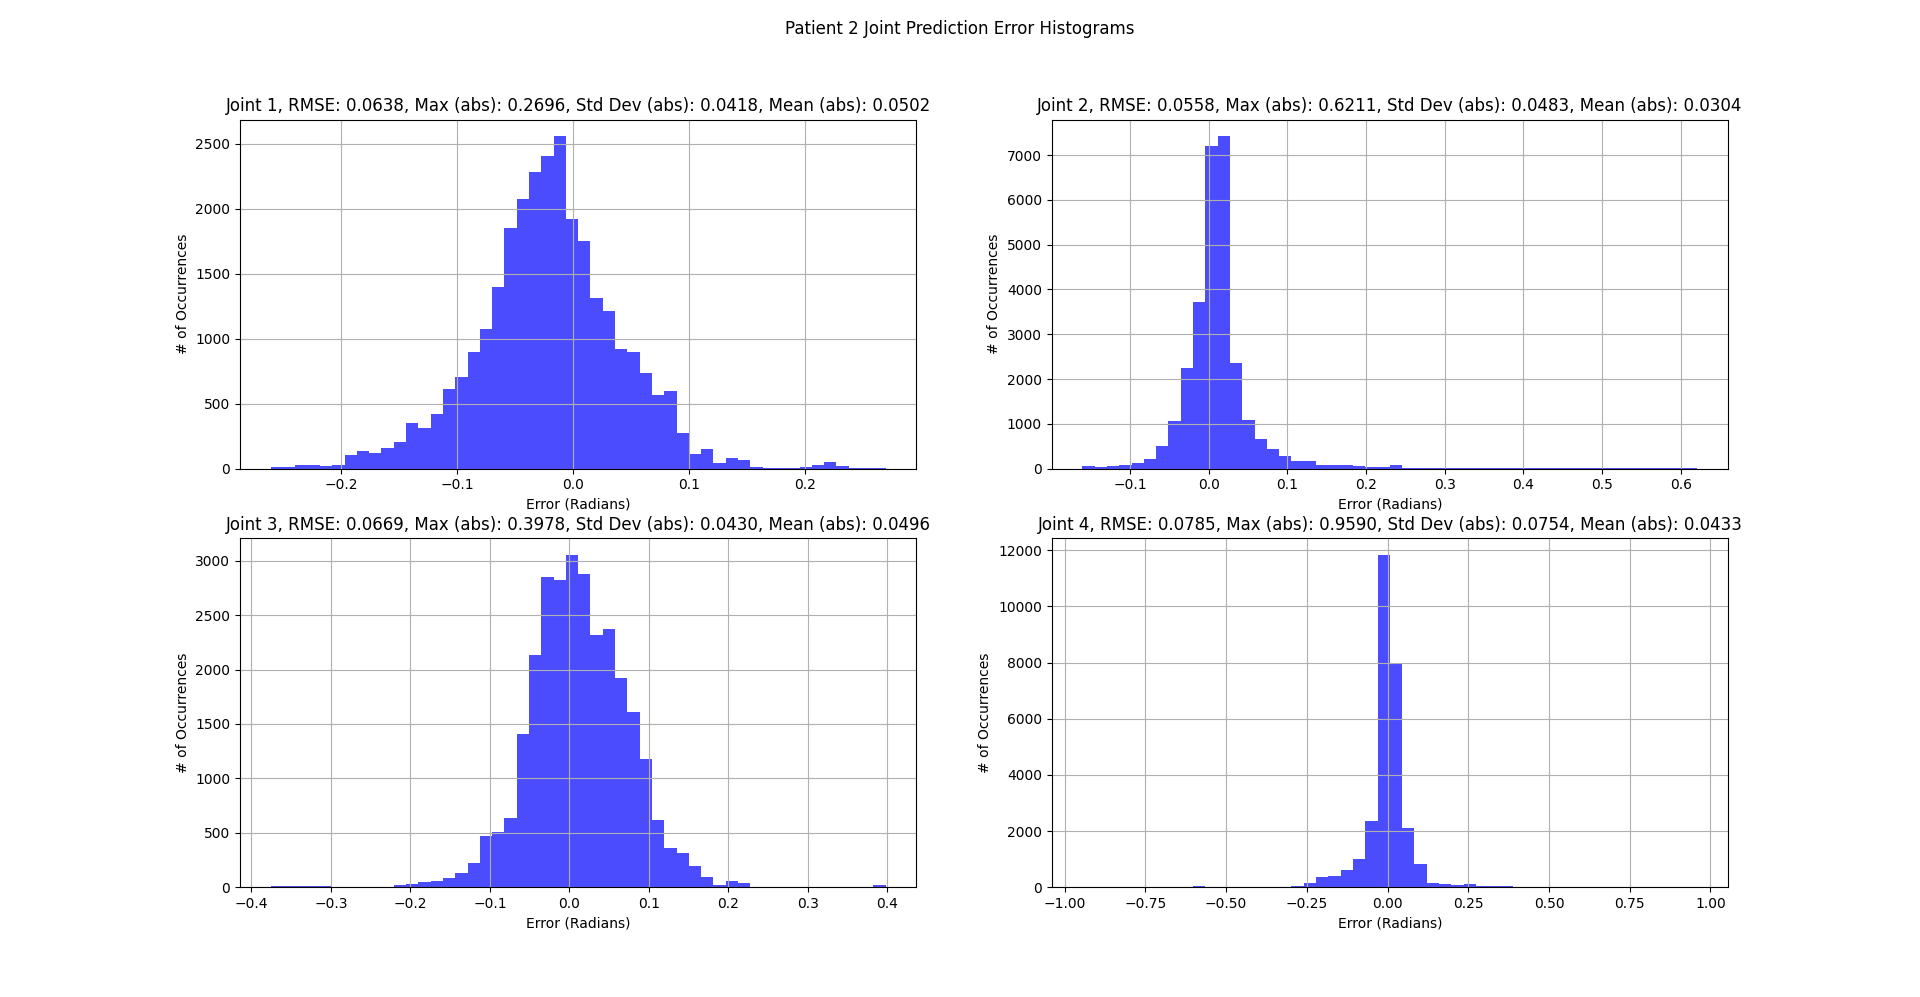 Patient 2 Joint Prediction Error Histograms
Joint 1, RMSE: 0.0638, Max (abs): 0.2696, Std Dev (abs): 0.0418, Mean (abs): 0.0502
2500
2000
1500
1000
500
0
# of Occurrences
−0.2 −0.1 0.0 0.1 0.2
Error (Radians)
Joint 2, RMSE: 0.0558, Max (abs): 0.6211, Std Dev (abs): 0.0483, Mean (abs): 0.0304
7000
6000
5000
4000
3000
2000
1000
0
# of Occurrences
−0.1 0.0 0.1 0.2 0.3 0.4 0.5 0.6
Error (Radians)
Joint 3, RMSE: 0.0669, Max (abs): 0.3978, Std Dev (abs): 0.0430, Mean (abs): 0.0496
3000
2500
2000
1500
1000
500
0
# of Occurrences
−0.4 −0.3 −0.2 −0.1 0.0 0.1 0.2 0.3 0.4
Error (Radians)
Joint 4, RMSE: 0.0785, Max (abs): 0.9590, Std Dev (abs): 0.0754, Mean (abs): 0.0433
12000
10000
8000
6000
4000
2000
0
# of Occurrences
−1.00 −0.75 −0.50 −0.25 0.00 0.25 0.50 0.75 1.00
Error (Radians)